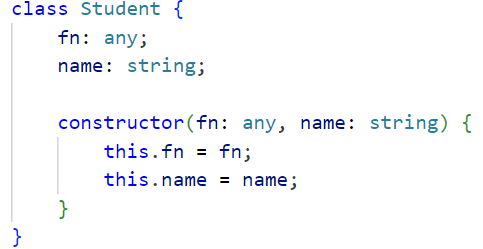 class Student {
    fn: any;
    name: string;

    constructor(fn: any, name: string) {
        this.fn = fn;
        this.name = name;
    }
}